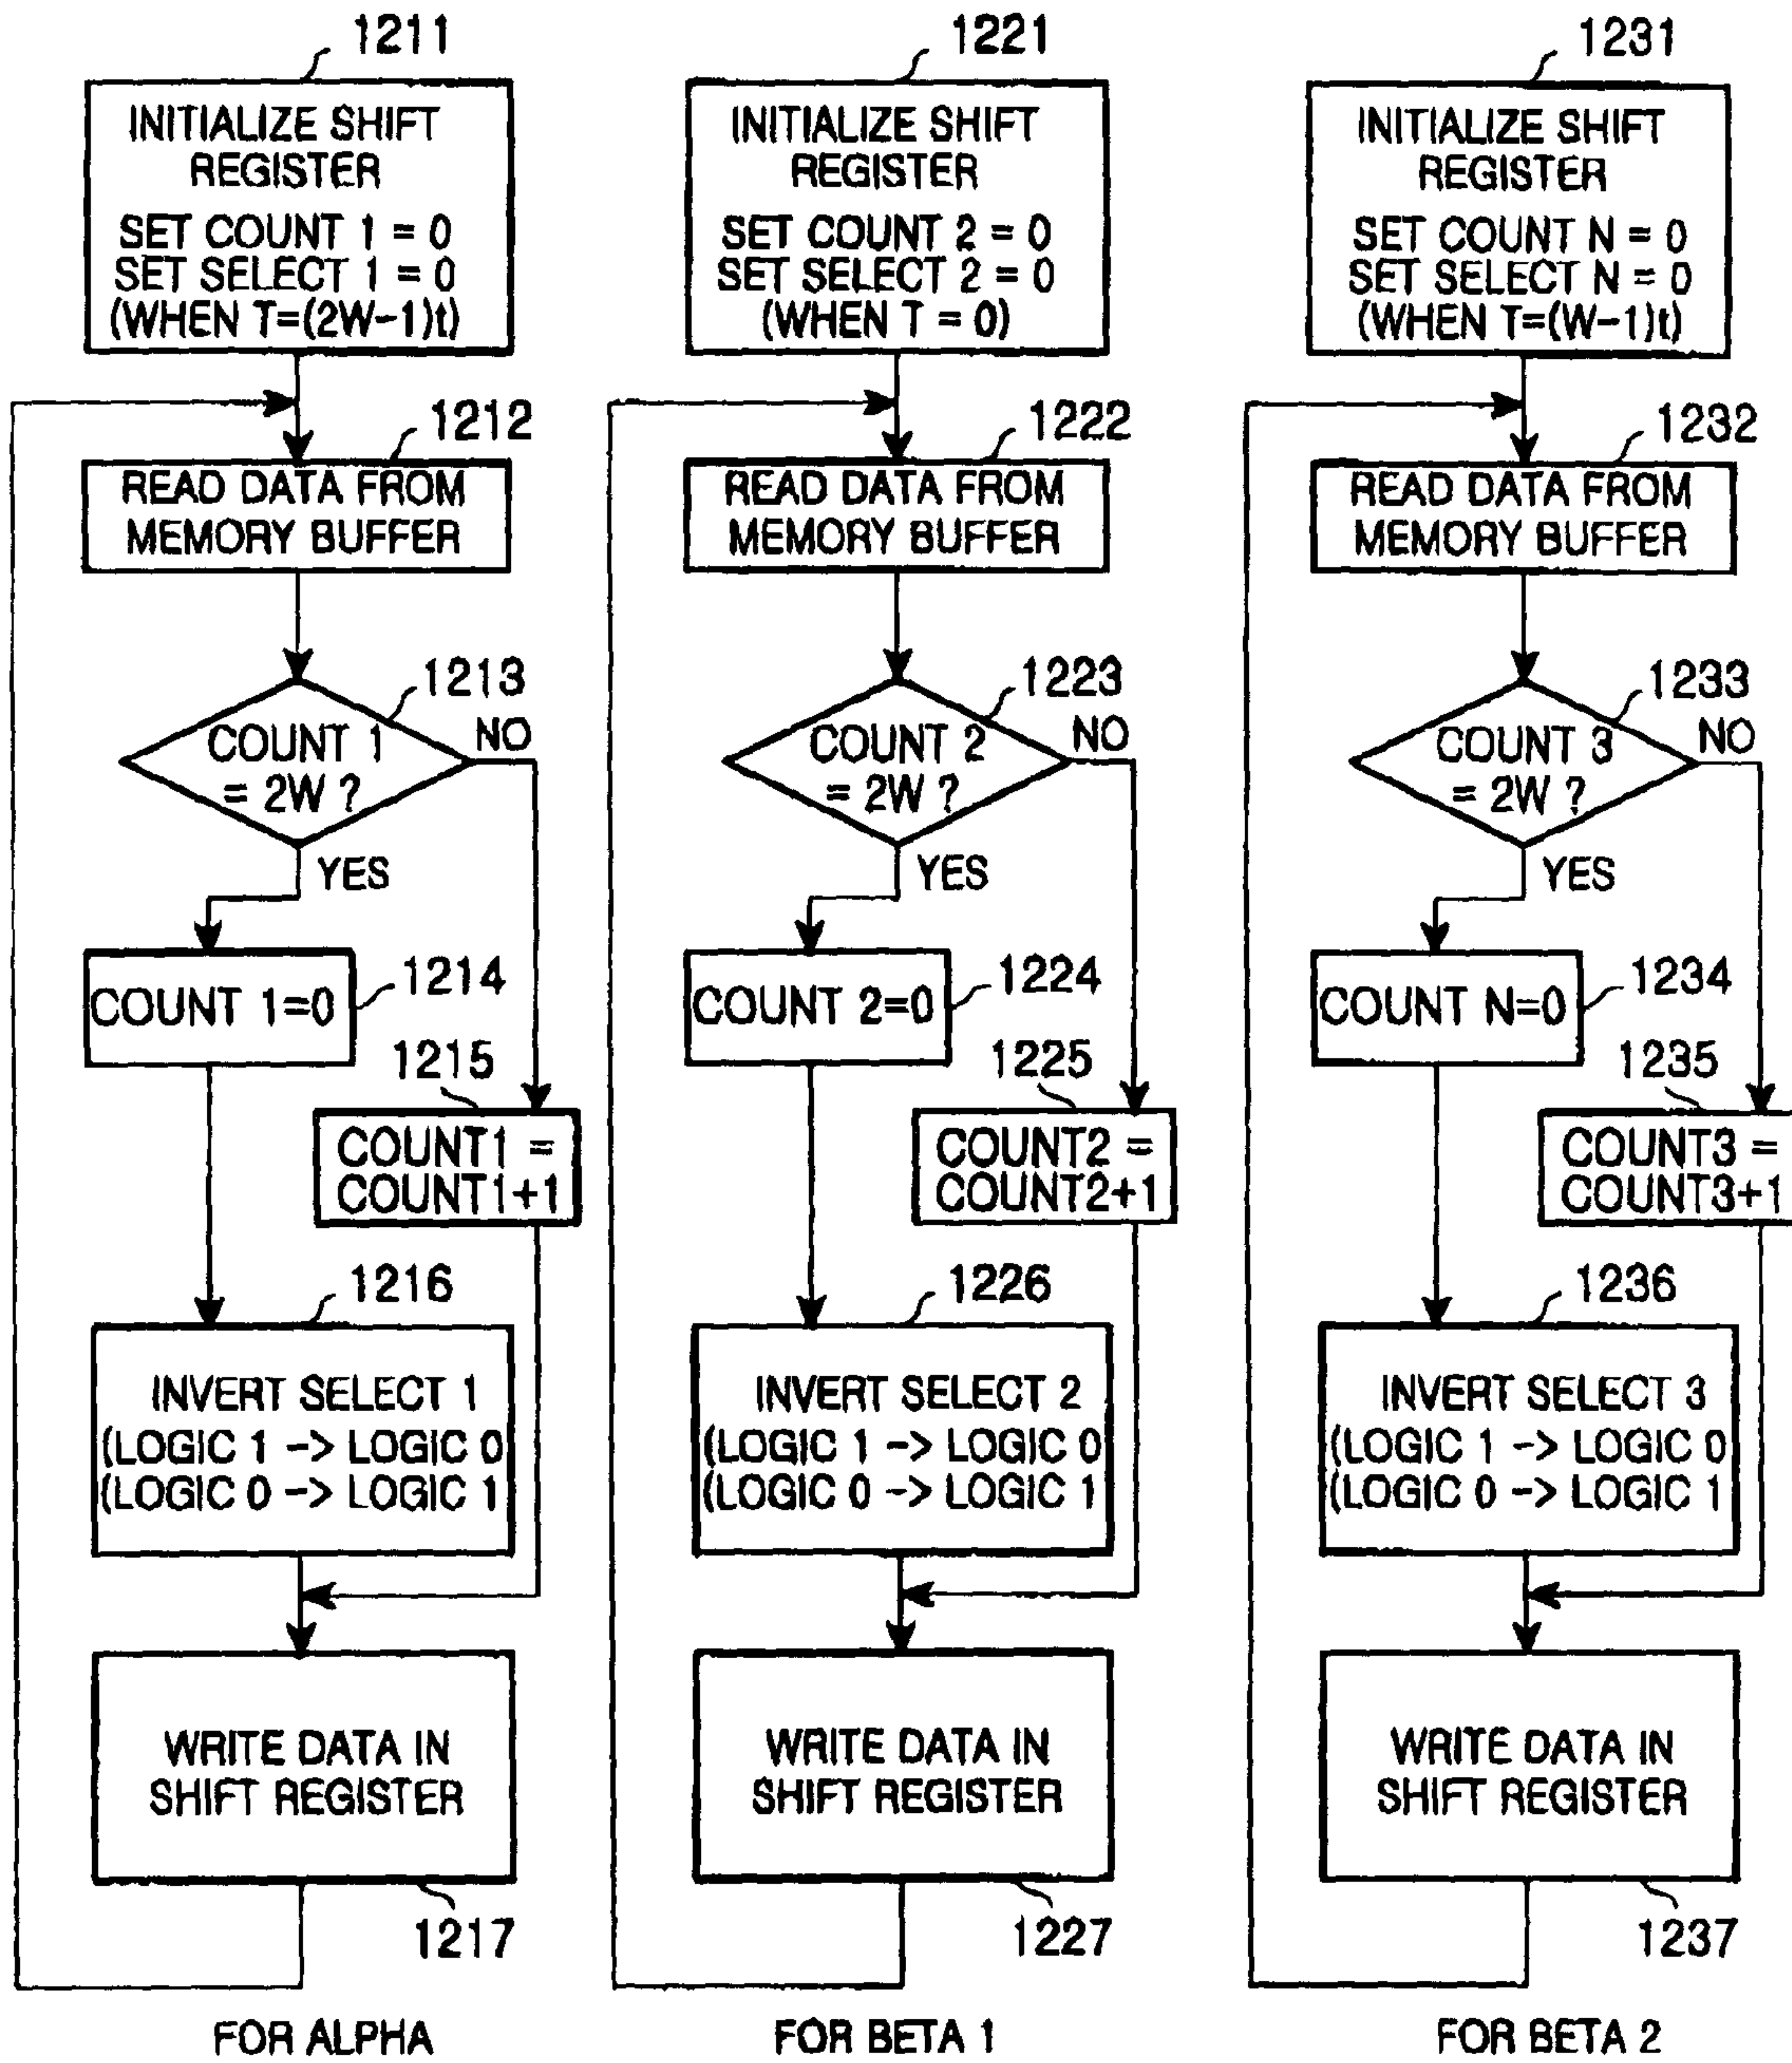 1211
INITIALIZE SHIFT
REGISTER
SET COUNT 1 = 0
SET SELECT 1 = 0
(WHEN T=(2W-1)t)
1212
READ DATA FROM
MEMORY BUFFER
1213
COUNT 1
= 2W ?
NO
YES
COUNT 1=0
1214
1215
COUNT1 =
COUNT1+1
1216
INVERT SELECT 1
(LOGIC 1 -> LOGIC 0
(LOGIC 0 -> LOGIC 1
WRITE DATA IN
SHIFT REGISTER
1217
FOR ALPHA
1221
INITIALIZE SHIFT
REGISTER
SET COUNT 2 = 0
SET SELECT 2 = 0
(WHEN T = 0)
1222
READ DATA FROM
MEMORY BUFFER
1223
COUNT 2
= 2W ?
NO
YES
COUNT 2=0
1224
1225
COUNT2 =
COUNT2+1
1226
INVERT SELECT 2
(LOGIC 1 -> LOGIC 0
(LOGIC 0 -> LOGIC 1
WRITE DATA IN
SHIFT REGISTER
1227
FOR BETA 1
1231
INITIALIZE SHIFT
REGISTER
SET COUNT N = 0
SET SELECT N = 0
(WHEN T=(W-1)t)
1232
READ DATA FROM
MEMORY BUFFER
1233
COUNT 3
= 2W ?
NO
YES
COUNT N=0
1234
1235
COUNT3 =
COUNT3+1
1236
INVERT SELECT 3
(LOGIC 1 -> LOGIC 0
(LOGIC 0 -> LOGIC 1
WRITE DATA IN
SHIFT REGISTER
1237
FOR BETA 2